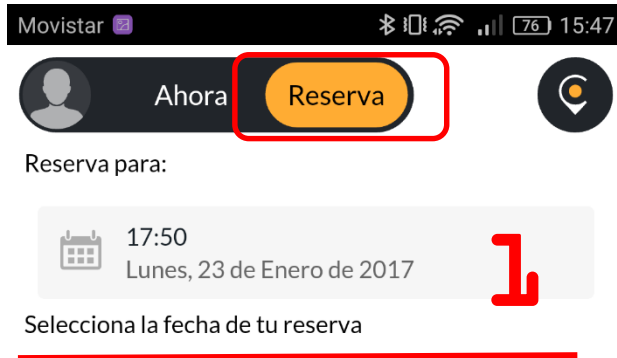 Movistar 76 15:47
Ahora Reserva
Reserva para:
17:50
Lunes, 23 de Enero de 2017
1.
Selecciona la fecha de tu reserva